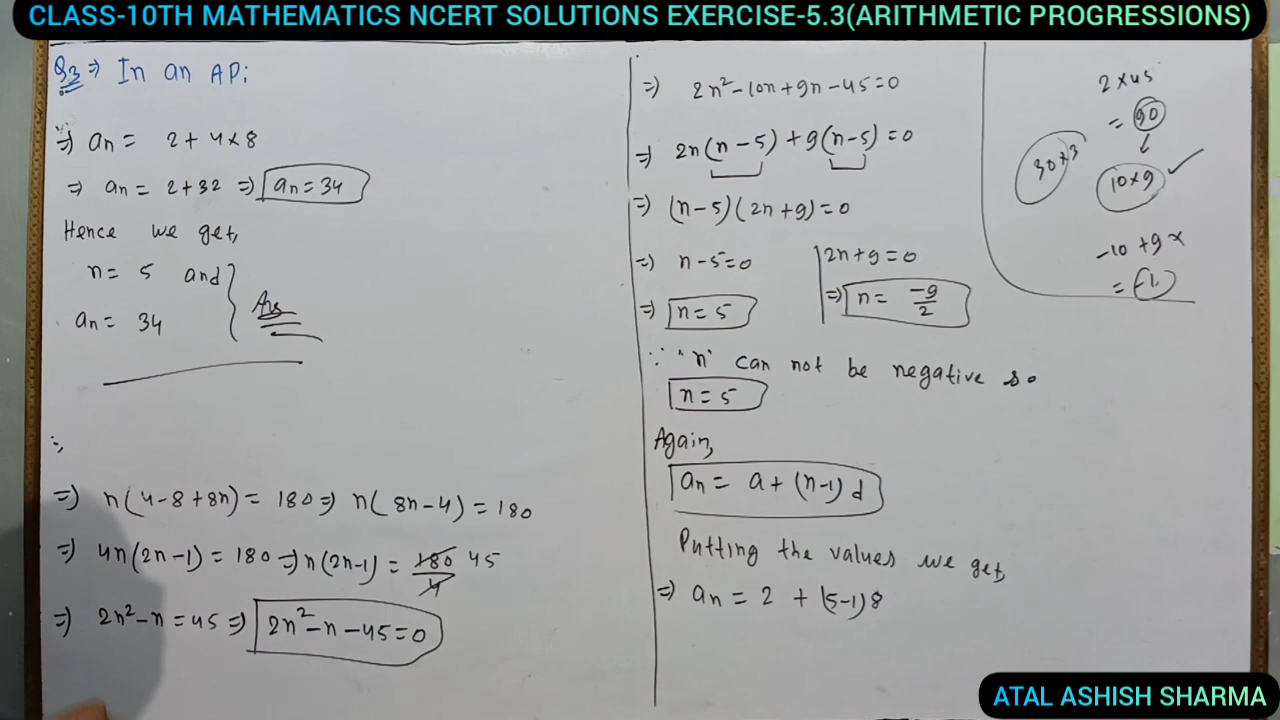 CLASS-10TH MATHEMATICS NCERT SOLUTIONS EXERCISE-5.3(ARITHMETIC PROGRESSIONS)
Q3 ⇒ In an AP:
⇒ an = 2 + 4 × 8
⇒ an = 2+32 ⇒ an = 34
Hence we get,
n = 5 and
an = 34
Ans
∴
⇒ n(4-8+8n) = 180 ⇒ n(8n-4) = 180
⇒ 4n(2n-1) = 180 ⇒ n(2n-1) = 180/4 45
⇒ 2n²-n = 45 ⇒ 2n²-n-45=0
⇒ 2n²-10n+9n-45=0
⇒ 2n(n-5)+9(n-5)=0
⇒ (n-5)(2n+9)=0
⇒ n-5=0 2n+9=0
⇒ n=5 ⇒ n = -9/2
∵ "n" can not be negative so
n = 5
Again,
an = a + (n-1)d
Putting the values we get,
⇒ an = 2 + (5-1)8
2×45
= 90
↓
30×3 10×9 ✓
-10+9×
= -1
ATAL ASHISH SHARMA